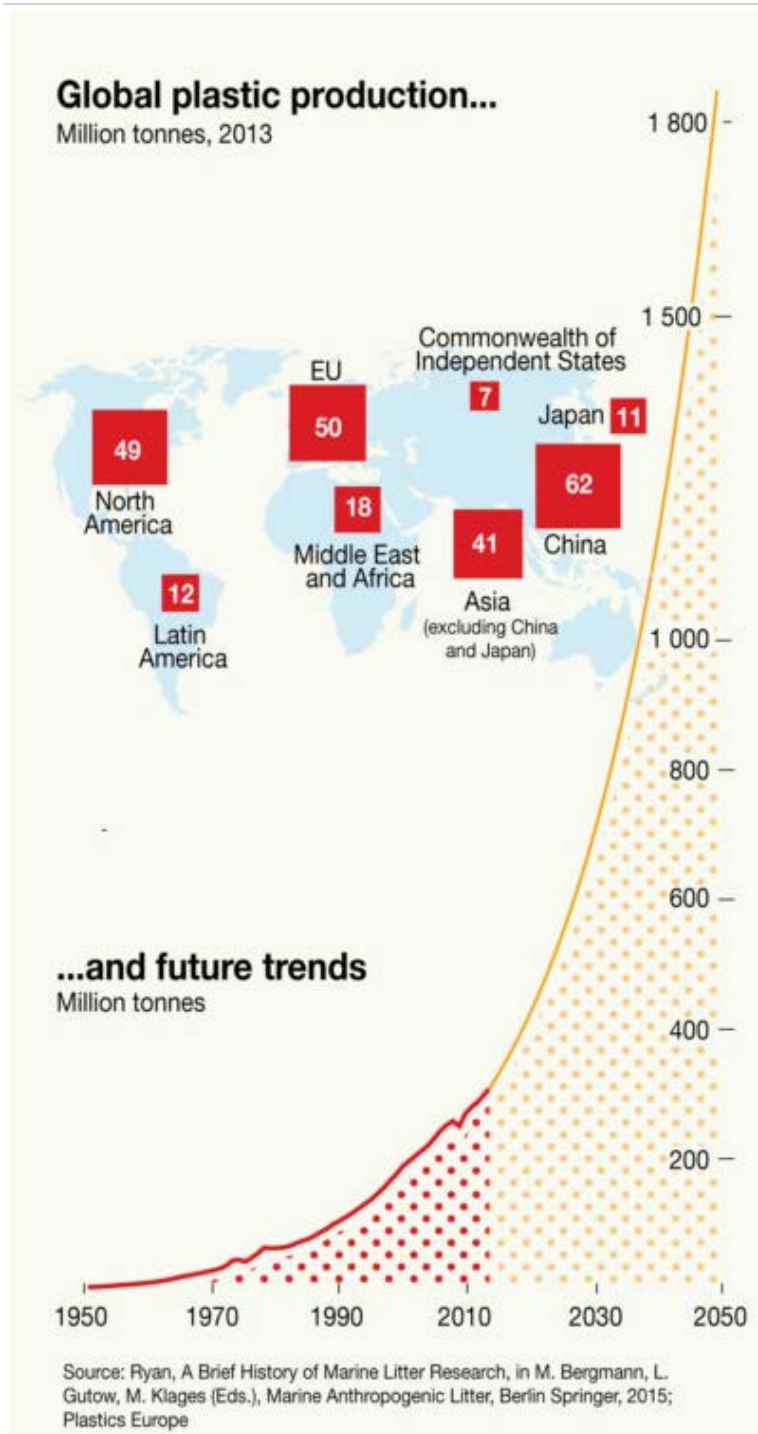 Global plastic production...
Million tonnes, 2013
1 800
1 500
Commonwealth of
Independent States
7
EU
50
Japan 11
49
North
America
18
Middle East
and Africa
62
China
41
Asia
(excluding China
and Japan)
12
Latin
America
1 000
800
600
...and future trends
Million tonnes
400
200
1950 1970 1990 2010 2030 2050
Source: Ryan, A Brief History of Marine Litter Research, in M. Bergmann, L.
Gutow, M. Klages (Eds.), Marine Anthropogenic Litter, Berlin Springer, 2015;
Plastics Europe